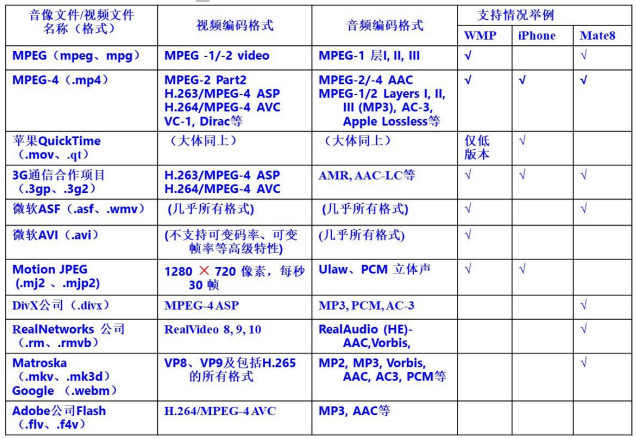 音像文件/视频文件
名称（格式）
视频编码格式
音频编码格式
支持情况举例
WMP
iPhone
Mate8
MPEG（mpeg、mpg）
MPEG -1/-2 video
MPEG-1 层I, II, III
√
√
MPEG-4（.mp4）
MPEG-2 Part2
H.263/MPEG-4 ASP
H.264/MPEG-4 AVC
VC-1, Dirac等
MPEG-2/-4 AAC
MPEG-1/2 Layers I, II,
III (MP3), AC-3,
Apple Lossless等
√
√
√
苹果QuickTime
（.mov、.qt）
（大体同上）
（大体同上）
仅低
版本
√
3G通信合作项目
（.3gp、.3g2）
H.263/MPEG-4 ASP
H.264/MPEG-4 AVC
AMR, AAC-LC等
√
√
√
微软ASF（.asf、.wmv）
(几乎所有格式)
(几乎所有格式)
√
√
微软AVI（.avi）
(不支持可变码率、可变
帧率等高级特性)
(几乎所有格式)
√
Motion JPEG
(.mj2 、.mjp2)
1280 × 720 像素，每秒
30 帧
Ulaw、PCM 立体声
√
√
DivX公司（.divx）
MPEG-4 ASP
MP3, PCM, AC-3
√
RealNetworks 公司
（.rm、.rmvb）
RealVideo 8, 9, 10
RealAudio (HE)-
AAC,Vorbis,
√
Matroska
（.mkv、.mk3d）
Google （.webm）
VP8、VP9及包括H.265
的所有格式
MP2, MP3, Vorbis,
AAC, AC3, PCM等
√
Adobe公司Flash
（.flv、.f4v）
H.264/MPEG-4 AVC
MP3, AAC等